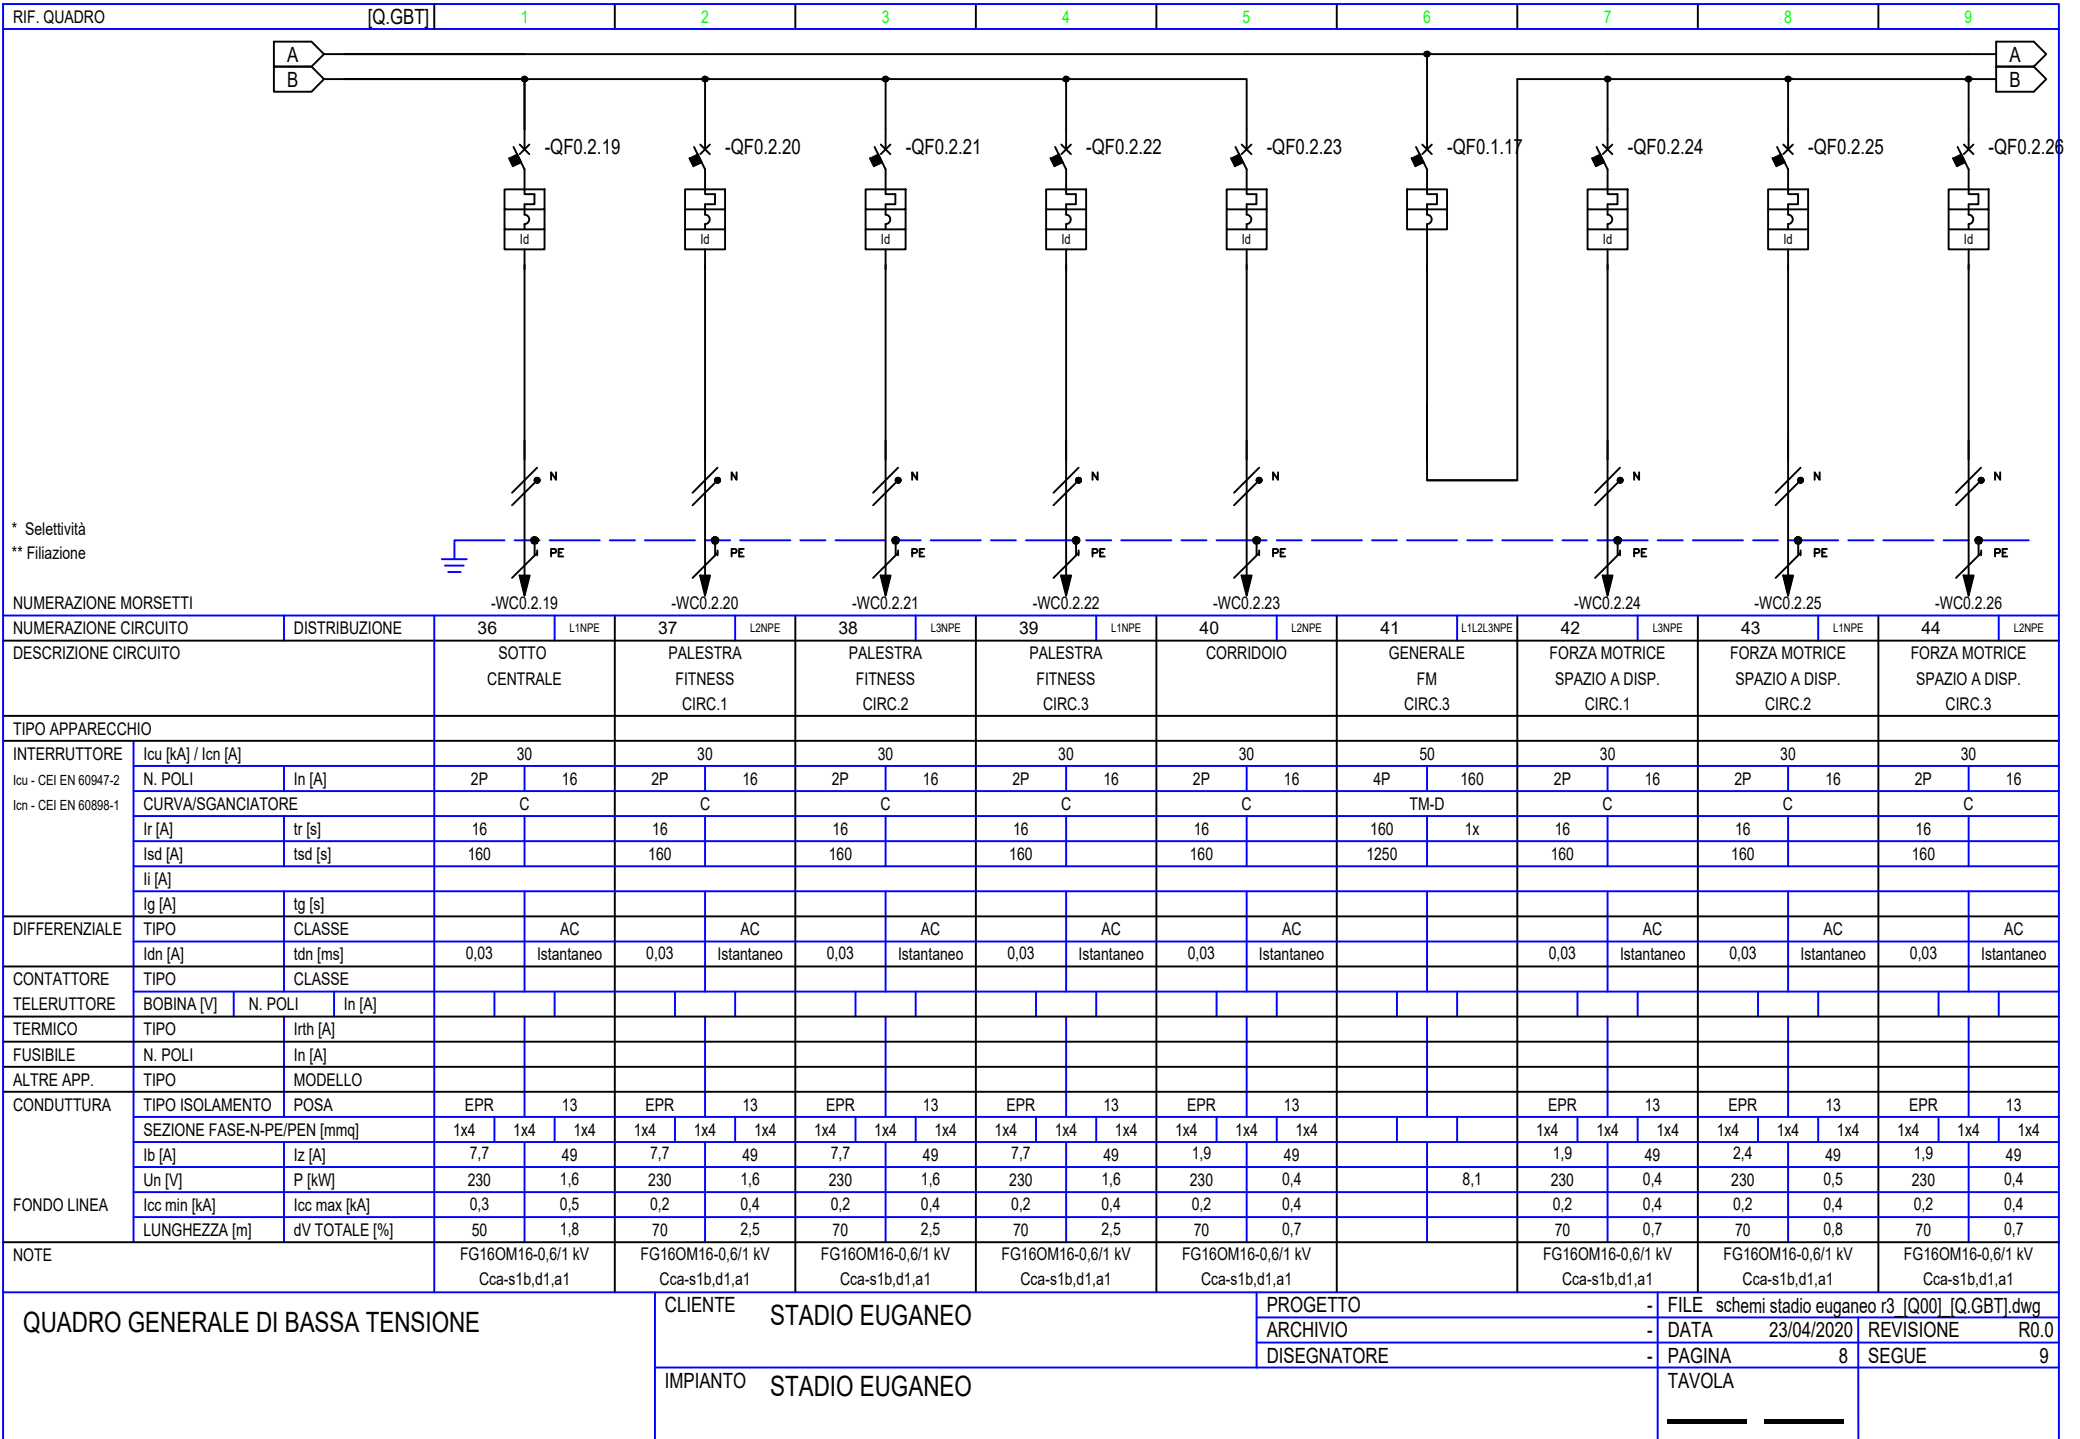 RIF. QUADRO [Q.GBT] 1 2 3 4 5 6 7 8 9
A A
B B
-QF0.2.19 -QF0.2.20 -QF0.2.21 -QF0.2.22 -QF0.2.23 -QF0.1.17 -QF0.2.24 -QF0.2.25 -QF0.2.26
Id Id Id Id Id Id Id Id
N N N N N N N
* Selettività
** Filiazione
PE PE PE PE PE PE PE PE
NUMERAZIONE MORSETTI -WC0.2.19 -WC0.2.20 -WC0.2.21 -WC0.2.22 -WC0.2.23 -WC0.2.24 -WC0.2.25 -WC0.2.26
NUMERAZIONE CIRCUITO DISTRIBUZIONE 36 L1NPE 37 L2NPE 38 L3NPE 39 L1NPE 40 L2NPE 41 L1L2L3NPE 42 L3NPE 43 L1NPE 44 L2NPE
DESCRIZIONE CIRCUITO SOTTO PALESTRA PALESTRA PALESTRA CORRIDOIO GENERALE FORZA MOTRICE FORZA MOTRICE FORZA MOTRICE
CENTRALE FITNESS FITNESS FITNESS FM SPAZIO A DISP. SPAZIO A DISP. SPAZIO A DISP.
CIRC.1 CIRC.2 CIRC.3 CIRC.3 CIRC.1 CIRC.2 CIRC.3
TIPO APPARECCHIO
INTERRUTTORE Icu [kA] / Icn [A] 30 30 30 30 30 50 30 30 30
Icu - CEI EN 60947-2 N. POLI In [A] 2P 16 2P 16 2P 16 2P 16 2P 16 4P 160 2P 16 2P 16 2P 16
Icn - CEI EN 60898-1 CURVA/SGANCIATORE C C C C C TM-D C C C
Ir [A] tr [s] 16 16 16 16 16 160 1x 16 16 16
Isd [A] tsd [s] 160 160 160 160 160 1250 160 160 160
Ii [A]
Ig [A] tg [s]
DIFFERENZIALE TIPO CLASSE AC AC AC AC AC AC AC AC
Idn [A] tdn [ms] 0,03 Istantaneo 0,03 Istantaneo 0,03 Istantaneo 0,03 Istantaneo 0,03 Istantaneo 0,03 Istantaneo 0,03 Istantaneo 0,03 Istantaneo
CONTATTORE TIPO CLASSE
TELERUTTORE BOBINA [V] N. POLI In [A]
TERMICO TIPO Irth [A]
FUSIBILE N. POLI In [A]
ALTRE APP. TIPO MODELLO
CONDUTTURA TIPO ISOLAMENTO POSA EPR 13 EPR 13 EPR 13 EPR 13 EPR 13 EPR 13 EPR 13 EPR 13
SEZIONE FASE-N-PE/PEN [mmq] 1x4 1x4 1x4 1x4 1x4 1x4 1x4 1x4 1x4 1x4 1x4 1x4 1x4 1x4 1x4 1x4 1x4 1x4 1x4 1x4 1x4 1x4 1x4 1x4
Ib [A] Iz [A] 7,7 49 7,7 49 7,7 49 7,7 49 1,9 49 1,9 49 2,4 49 1,9 49
Un [V] P [kW] 230 1,6 230 1,6 230 1,6 230 1,6 230 0,4 8,1 230 0,4 230 0,5 230 0,4
FONDO LINEA Icc min [kA] Icc max [kA] 0,3 0,5 0,2 0,4 0,2 0,4 0,2 0,4 0,2 0,4 0,2 0,4 0,2 0,4 0,2 0,4
LUNGHEZZA [m] dV TOTALE [%] 50 1,8 70 2,5 70 2,5 70 2,5 70 0,7 70 0,7 70 0,8 70 0,7
NOTE FG16OM16-0,6/1 kV FG16OM16-0,6/1 kV FG16OM16-0,6/1 kV FG16OM16-0,6/1 kV FG16OM16-0,6/1 kV FG16OM16-0,6/1 kV FG16OM16-0,6/1 kV FG16OM16-0,6/1 kV
Cca-s1b,d1,a1 Cca-s1b,d1,a1 Cca-s1b,d1,a1 Cca-s1b,d1,a1 Cca-s1b,d1,a1 Cca-s1b,d1,a1 Cca-s1b,d1,a1 Cca-s1b,d1,a1
QUADRO GENERALE DI BASSA TENSIONE
CLIENTE STADIO EUGANEO
PROGETTO - FILE schemi stadio euganeo r3_[Q00]_[Q.GBT].dwg
ARCHIVIO - DATA 23/04/2020 REVISIONE R0.0
DISEGNATORE - PAGINA 8 SEGUE 9
IMPIANTO STADIO EUGANEO
TAVOLA